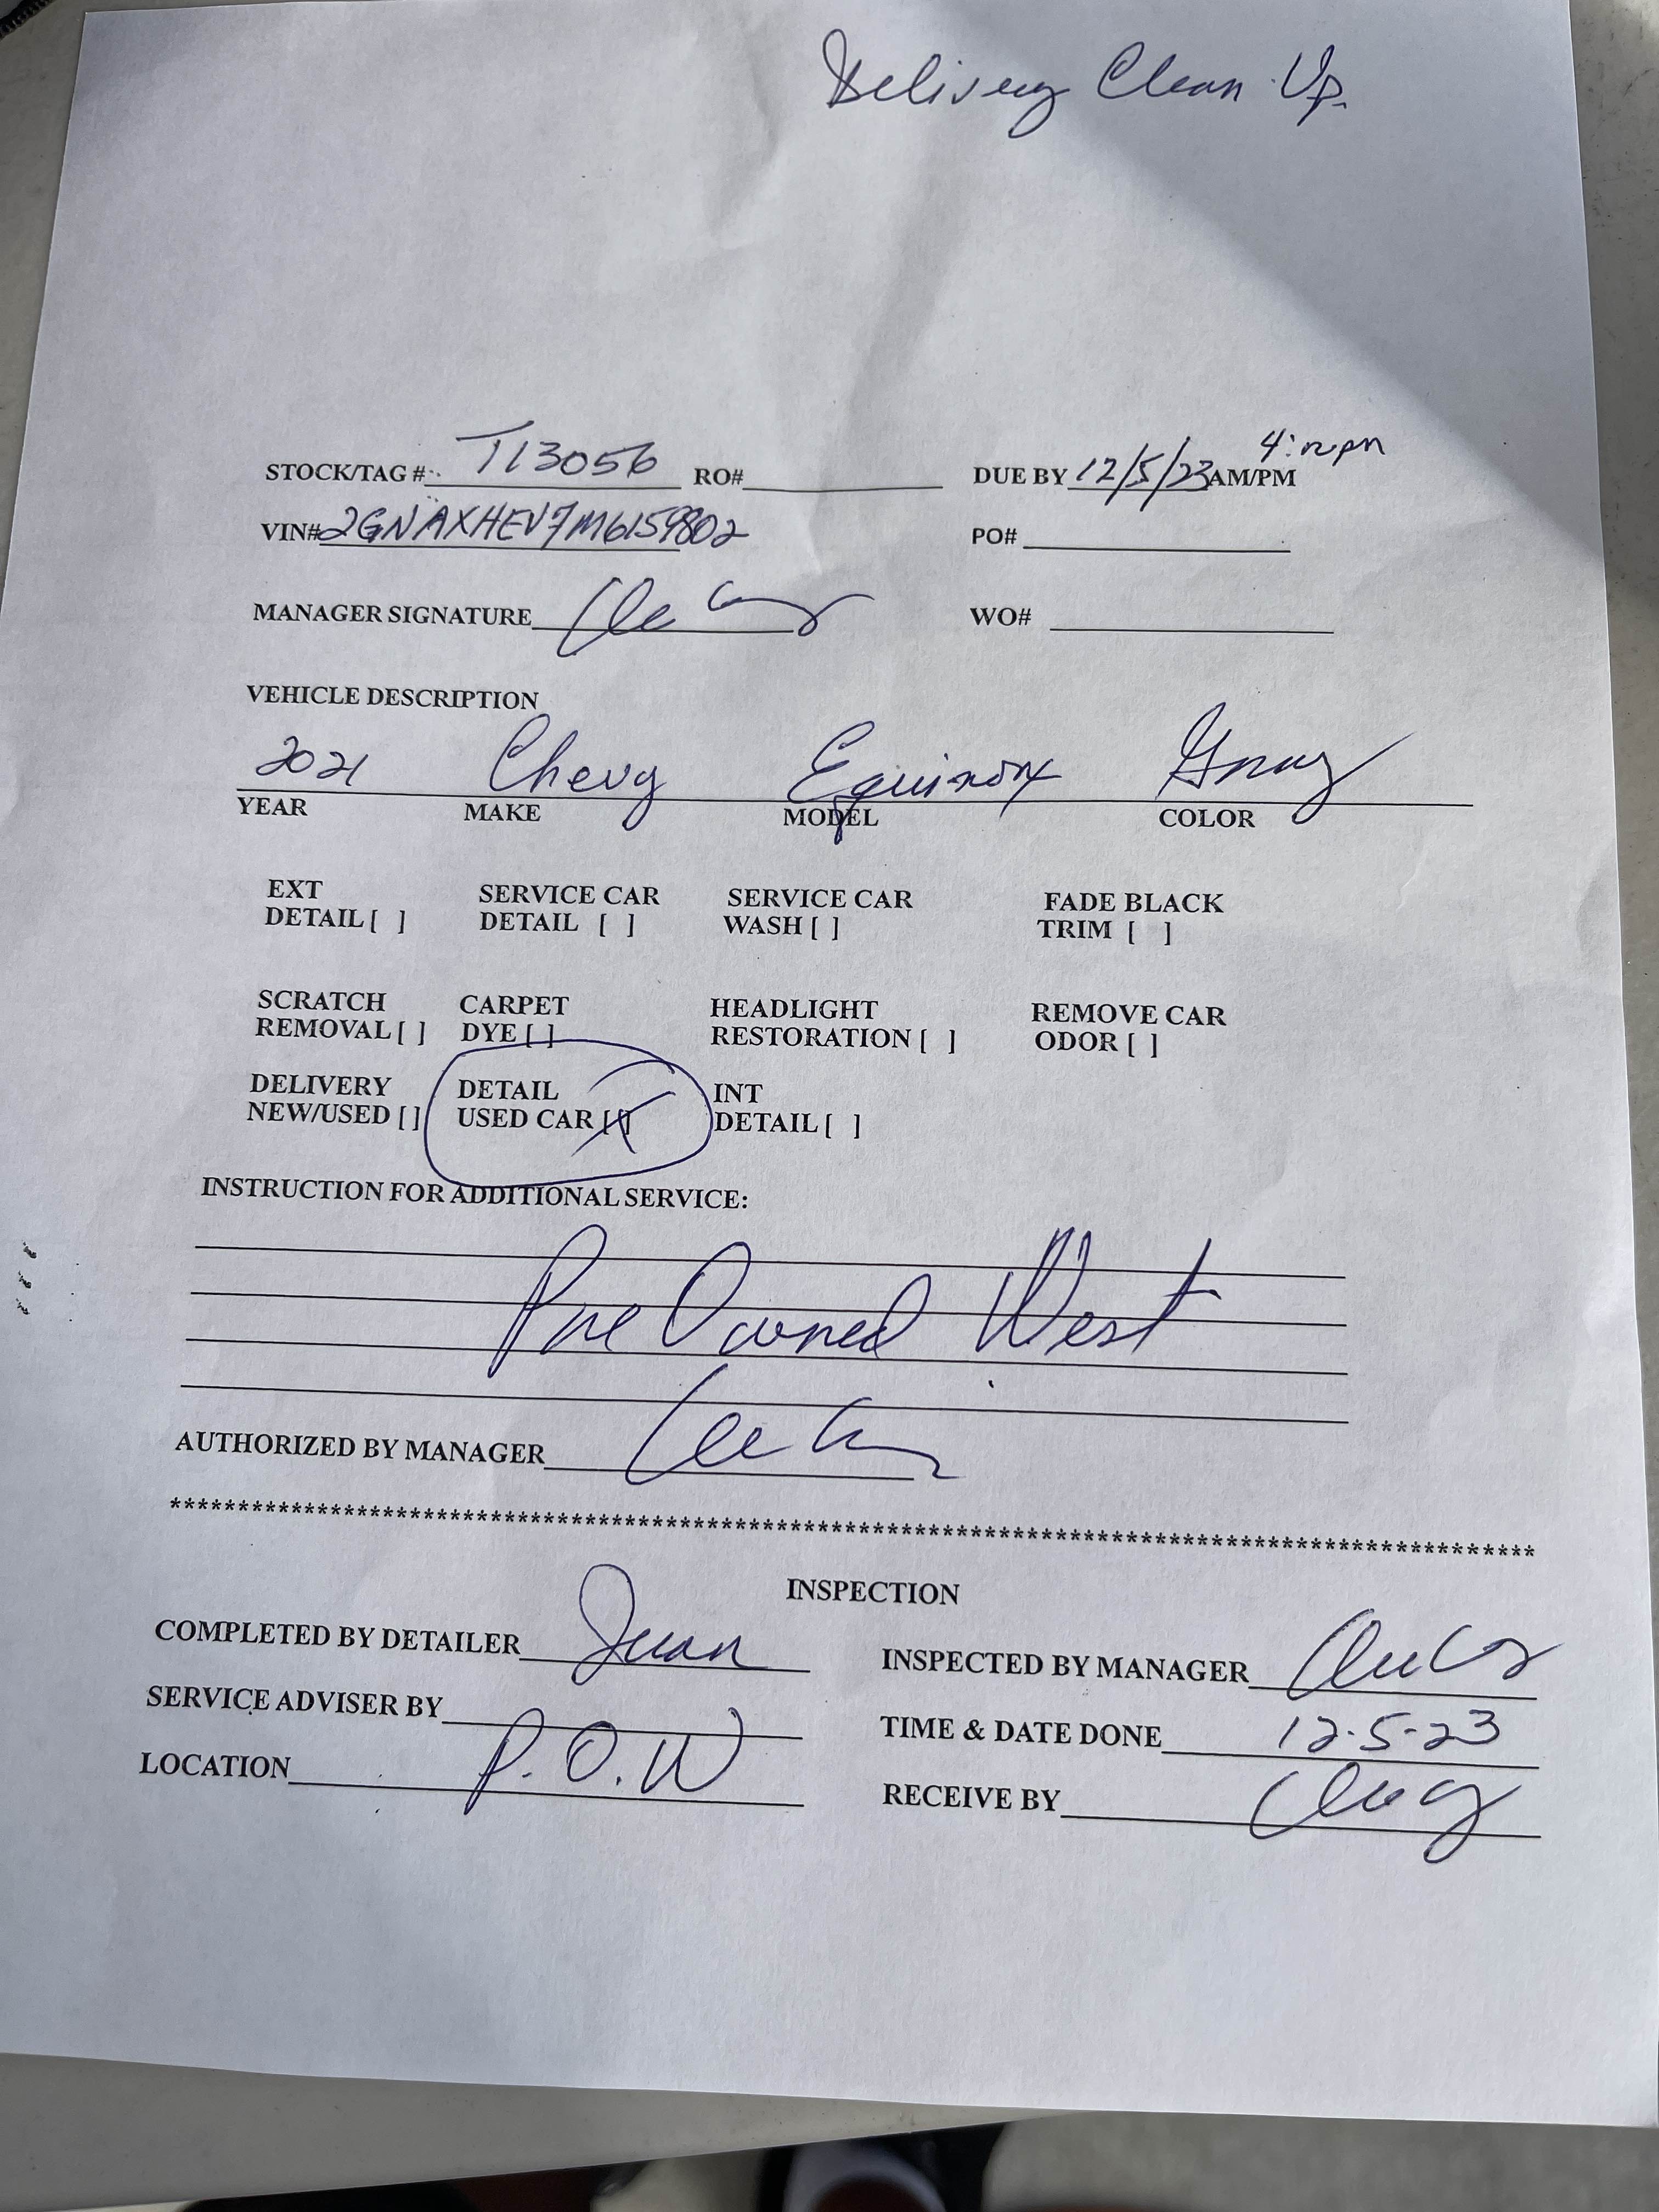 Delivery Clean Up.
STOCK/TAG #: T13056 RO# DUE BY 12/5/23 AM/PM 4:00pm
VIN# 2GNAXHEV7M6159802 PO#
MANAGER SIGNATURE WO#
VEHICLE DESCRIPTION
2021 Chevy Equinox Gray
YEAR MAKE MODEL COLOR
EXT SERVICE CAR SERVICE CAR FADE BLACK
DETAIL [ ] DETAIL [ ] WASH [ ] TRIM [ ]
SCRATCH CARPET HEADLIGHT REMOVE CAR
REMOVAL [ ] DYE [ ] RESTORATION [ ] ODOR [ ]
DELIVERY DETAIL INT
NEW/USED [ ] USED CAR [X] DETAIL [ ]
INSTRUCTION FOR ADDITIONAL SERVICE:
Pre Owned West
AUTHORIZED BY MANAGER
****************************************************************************************************
INSPECTION
COMPLETED BY DETAILER Juan INSPECTED BY MANAGER
SERVICE ADVISER BY TIME & DATE DONE 12-5-23
LOCATION P.O.W RECEIVE BY